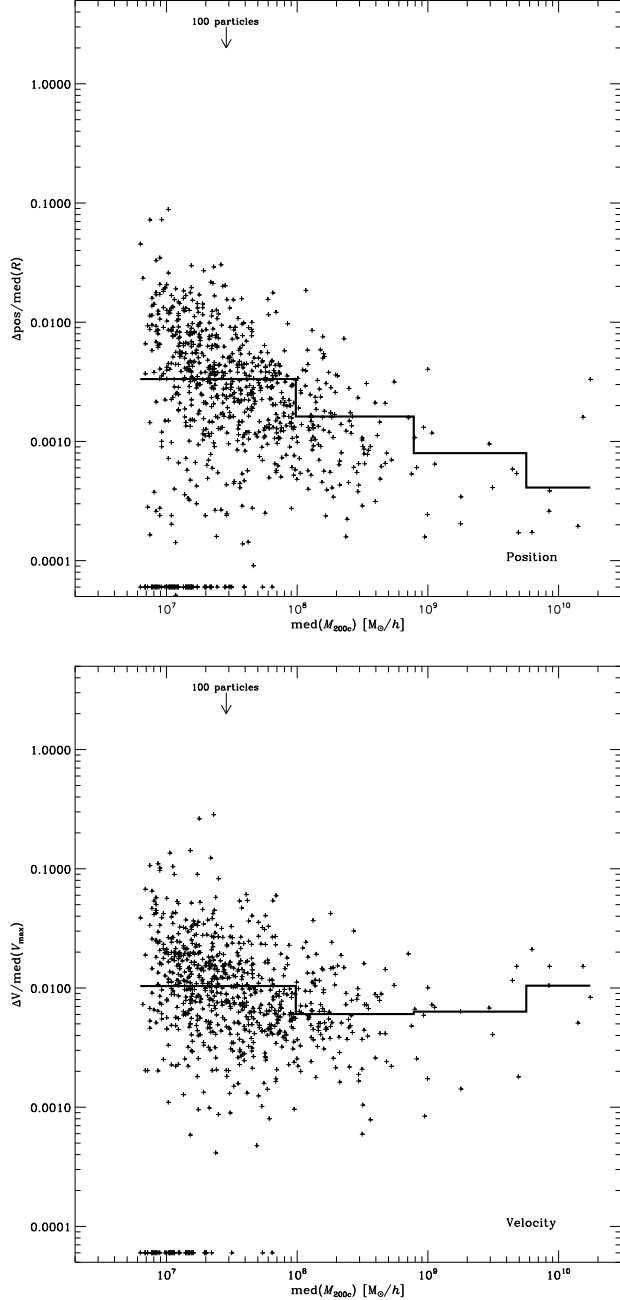 100 particles
1.0000
0.1000
0.0100
0.0010
0.0001
Δpos/med(R)
Position
10⁷ 10⁸ 10⁹ 10¹⁰
med(M₂₀₀c) [M⊙/h]
100 particles
1.0000
0.1000
0.0100
0.0010
0.0001
ΔV/med(Vmax)
Velocity
10⁷ 10⁸ 10⁹ 10¹⁰
med(M₂₀₀c) [M⊙/h]